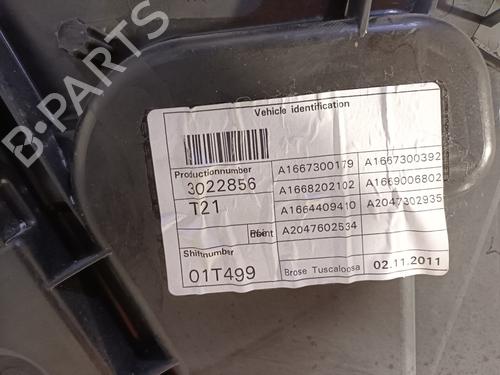 B-PARTS
Vehicle identification
Productionnumber
3022856
T21
Shiftnumber
01T499
A1667300179 A1667300392
A1668202102 A1669006802
A1664409410 A2047302935
A2047602534
Brose Tuscaloosa 02.11.2011